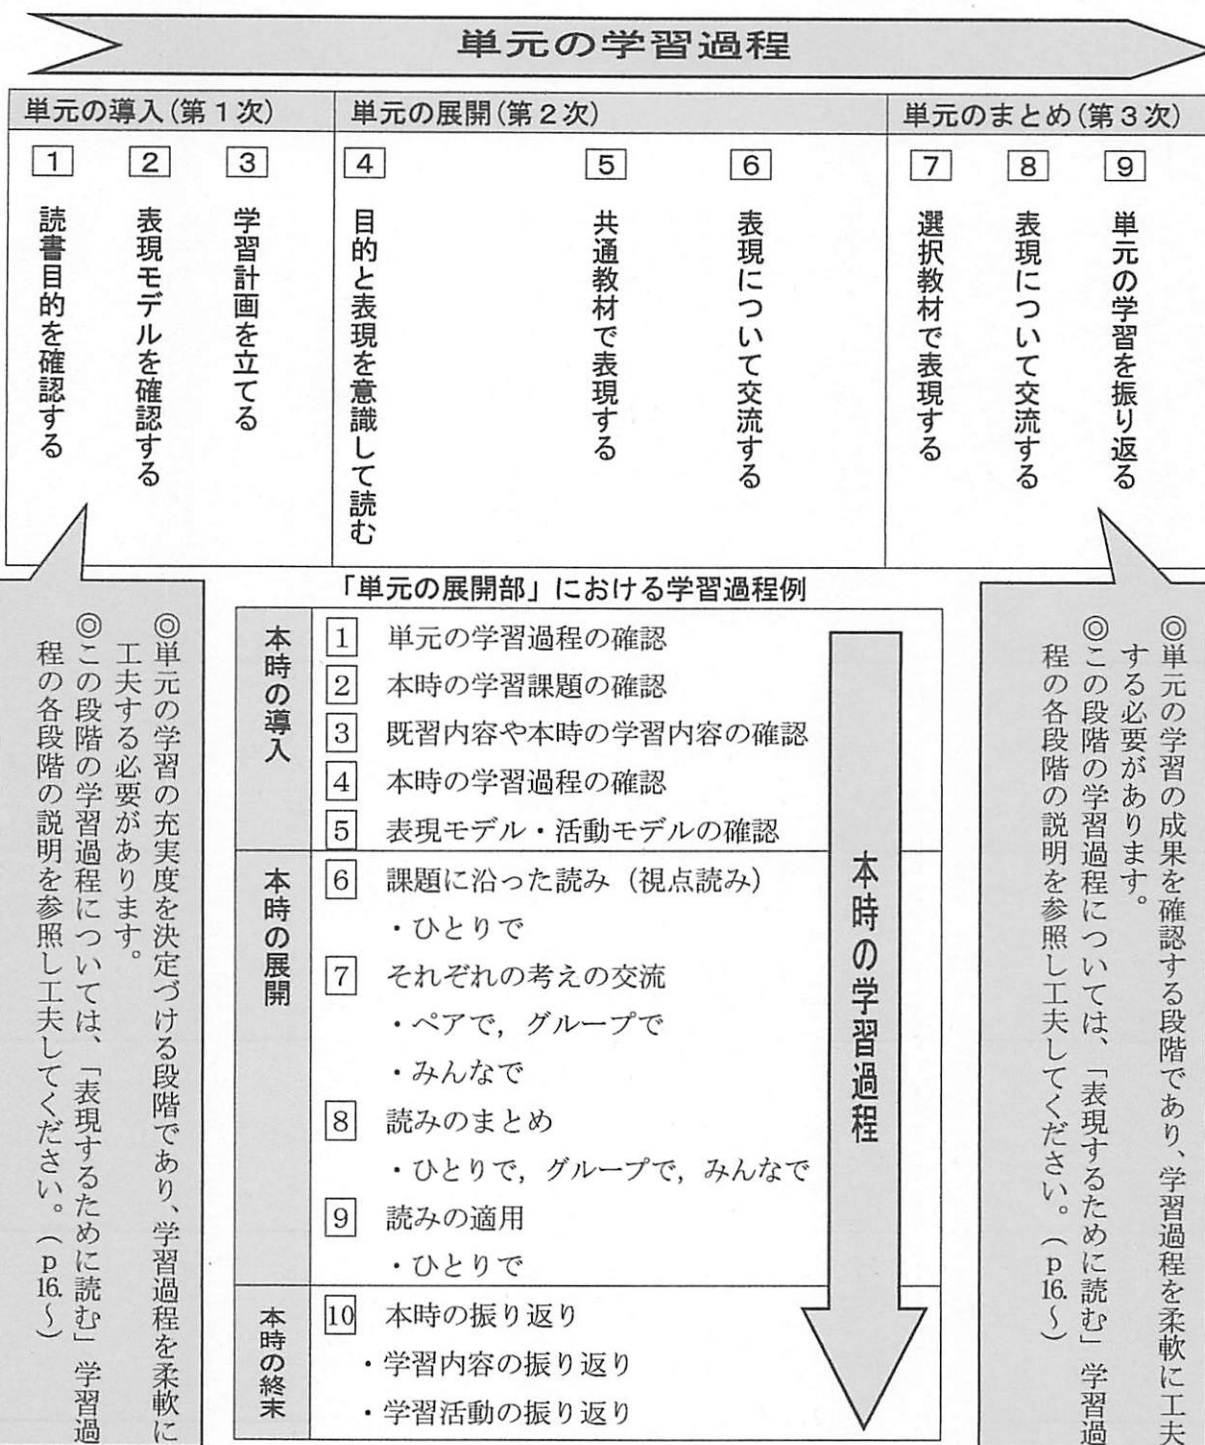 単元の学習過程
単元の導入(第1次)
1 読書目的を確認する
2 表現モデルを確認する
3 学習計画を立てる
単元の展開(第2次)
4 目的と表現を意識して読む
5 共通教材で表現する
6 表現について交流する
単元のまとめ(第3次)
7 選択教材で表現する
8 表現について交流する
9 単元の学習を振り返る
◎単元の学習の充実度を決定づける段階であり、学習過程を柔軟に
工夫する必要があります。
◎この段階の学習過程については、「表現するために読む」学習過
程の各段階の説明を参照し工夫してください。(p16.〜)
「単元の展開部」における学習過程例
本時の導入
1 単元の学習過程の確認
2 本時の学習課題の確認
3 既習内容や本時の学習内容の確認
4 本時の学習過程の確認
5 表現モデル・活動モデルの確認
本時の展開
6 課題に沿った読み（視点読み）
・ひとりで
7 それぞれの考えの交流
・ペアで，グループで
・みんなで
8 読みのまとめ
・ひとりで，グループで，みんなで
9 読みの適用
・ひとりで
本時の終末
10 本時の振り返り
・学習内容の振り返り
・学習活動の振り返り
本時の学習過程
◎単元の学習の成果を確認する段階であり、学習過程を柔軟に工夫
する必要があります。
◎この段階の学習過程については、「表現するために読む」学習過
程の各段階の説明を参照し工夫してください。(p16.〜)